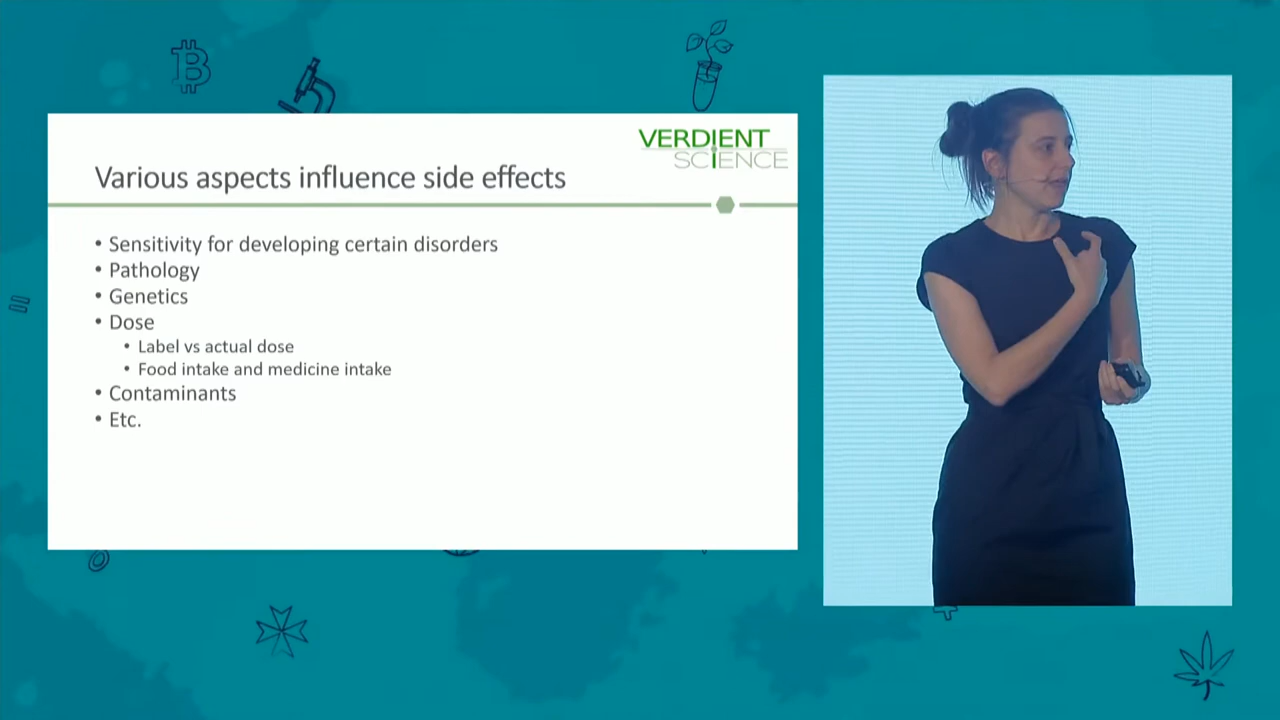 VERDIENT
SCIENCE
Various aspects influence side effects
• Sensitivity for developing certain disorders
• Pathology
• Genetics
• Dose
• Label vs actual dose
• Food intake and medicine intake
• Contaminants
• Etc.